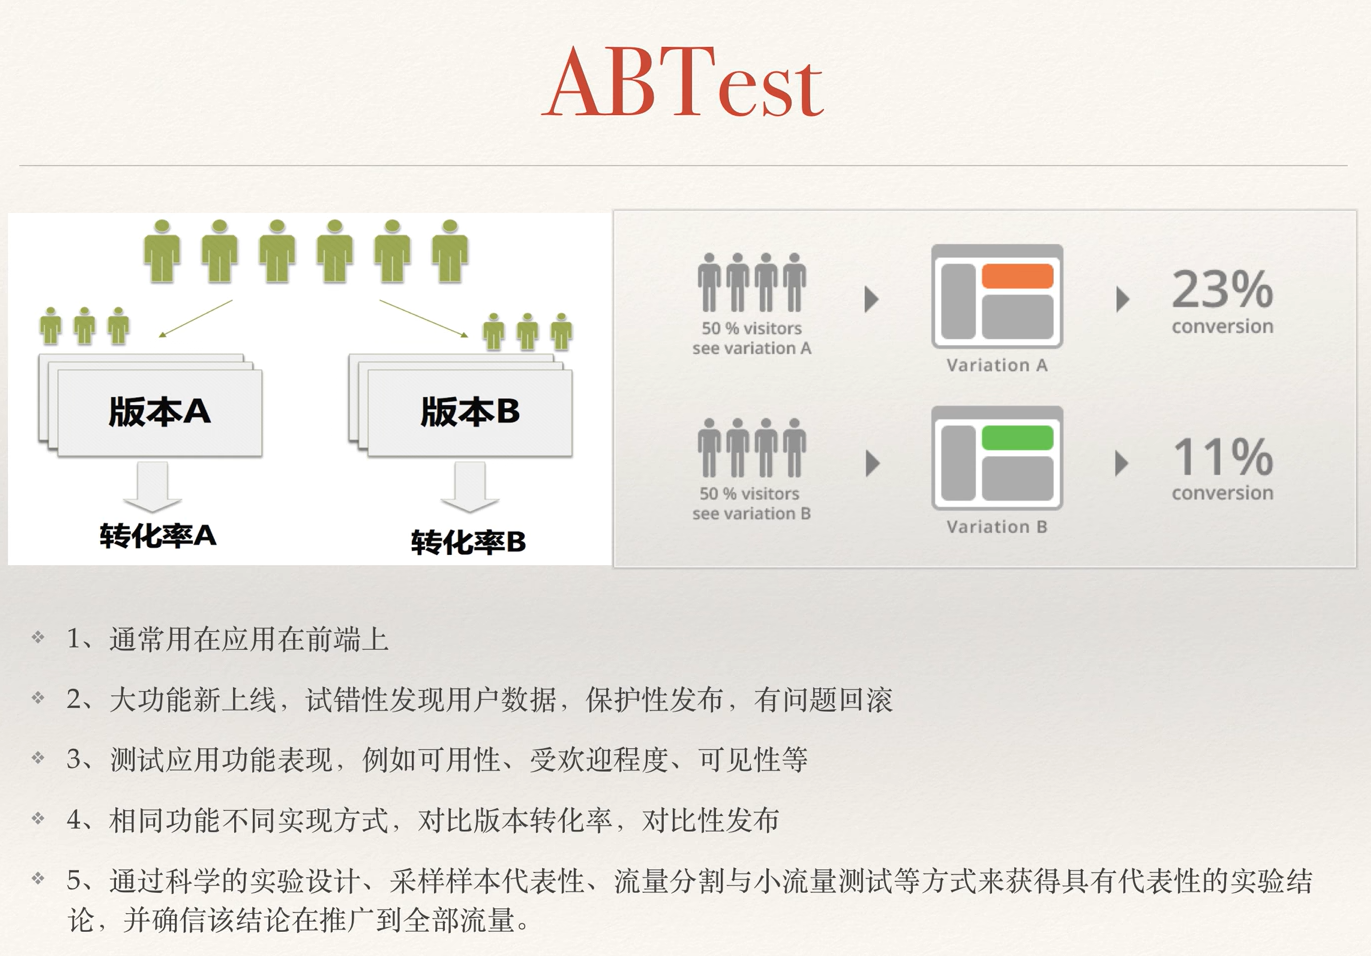 ABTest
版本A
版本B
转化率A
转化率B
50 % visitors
see variation A
Variation A
23%
conversion
50 % visitors
see variation B
Variation B
11%
conversion
1、通常用在应用在前端上
2、大功能新上线，试错性发现用户数据，保护性发布，有问题回滚
3、测试应用功能表现，例如可用性、受欢迎程度、可见性等
4、相同功能不同实现方式，对比版本转化率，对比性发布
5、通过科学的实验设计、采样样本代表性、流量分割与小流量测试等方式来获得具有代表性的实验结
论，并确信该结论在推广到全部流量。